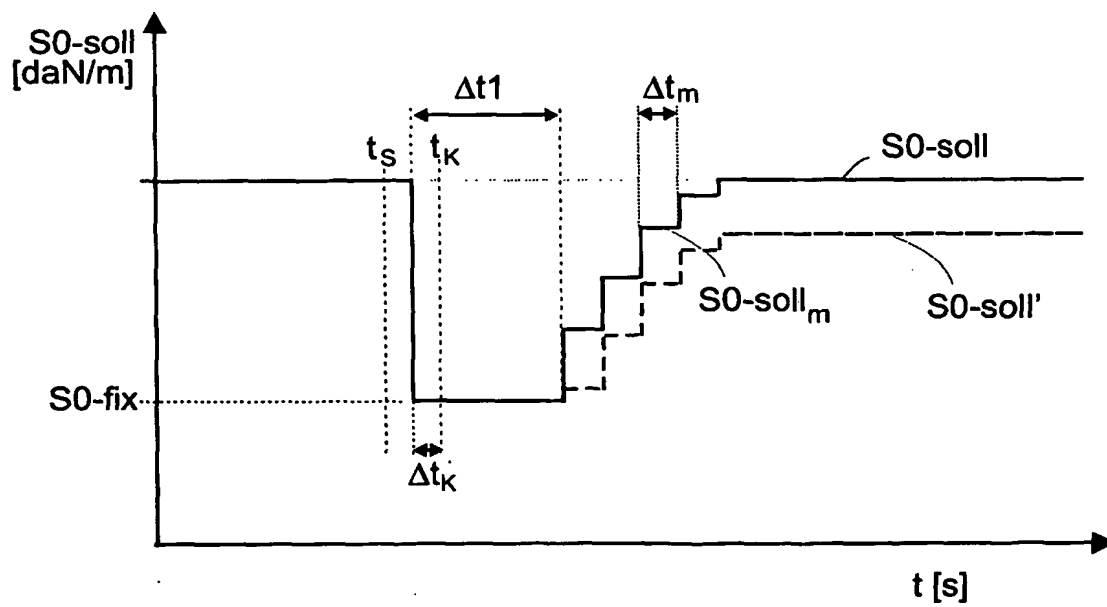 S0-soll
[daN/m]
Δt1
Δtm
tS
tK
S0-soll
S0-sollm
S0-soll'
S0-fix
ΔtK
t [s]